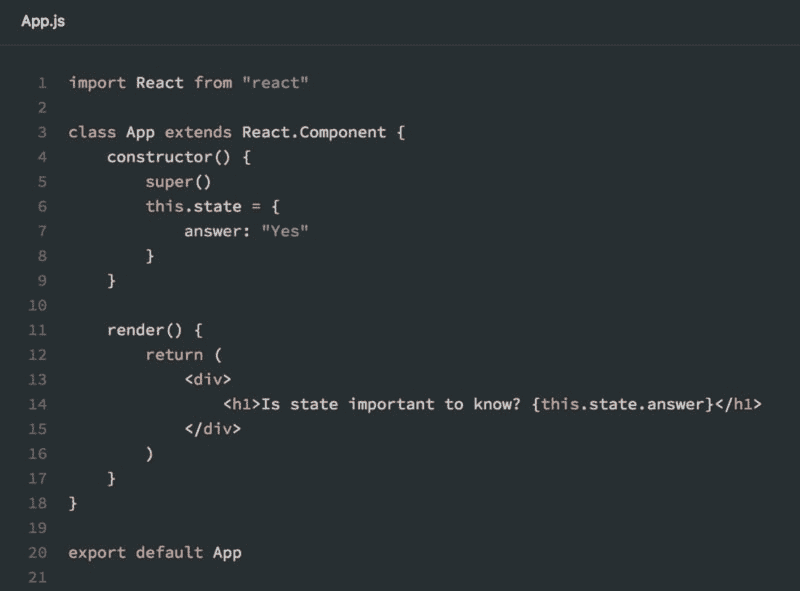 App.js
1 import React from "react"
2
3 class App extends React.Component {
4     constructor() {
5         super()
6         this.state = {
7             answer: "Yes"
8         }
9     }
10
11     render() {
12         return (
13             <div>
14                 <h1>Is state important to know? {this.state.answer}</h1>
15             </div>
16         )
17     }
18 }
19
20 export default App
21